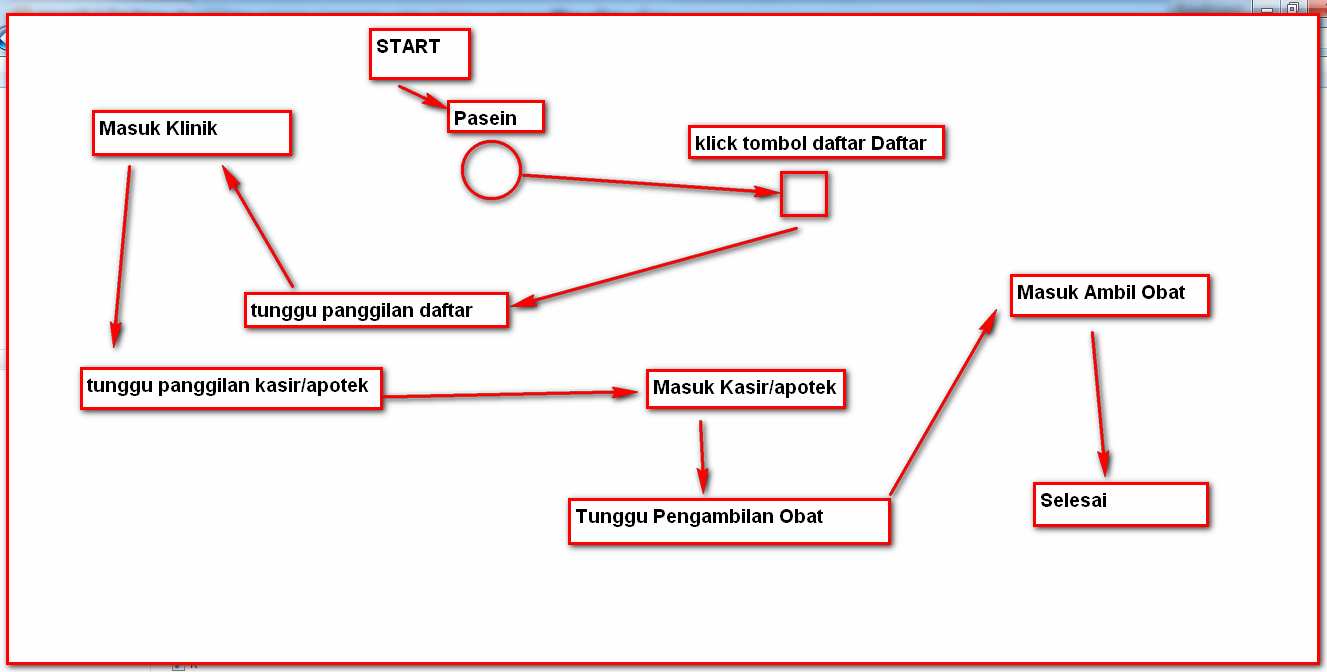 START
Pasein
Masuk Klinik
klick tombol daftar Daftar
tunggu panggilan daftar
Masuk Ambil Obat
tunggu panggilan kasir/apotek
Masuk Kasir/apotek
Tunggu Pengambilan Obat
Selesai